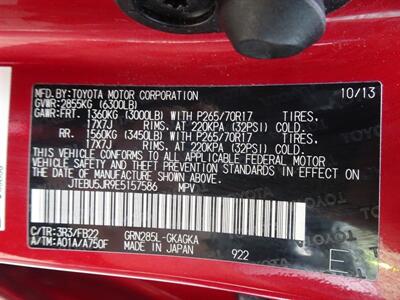 MFD.BY:TOYOTA MOTOR CORPORATION 10/13
GVWR:2855KG (6300LB)
GAWR:FRT. 1360KG (3000LB) WITH P265/70R17 TIRES,
17X7J RIMS, AT 220KPA (32PSI) COLD.
RR. 1560KG (3450LB) WITH P265/70R17 TIRES,
17X7J RIMS, AT 220KPA (32PSI) COLD.
THIS VEHICLE CONFORMS TO ALL APPLICABLE FEDERAL MOTOR
VEHICLE SAFETY AND THEFT PREVENTION STANDARDS IN EFFECT
ON THE DATE OF MANUFACTURE SHOWN ABOVE.
JTEBU5JR9E5157586 MPV
C/TR:3R3/FB22 GRN285L-GKAGKA
A/TM:A01A/A750F MADE IN JAPAN 922
E